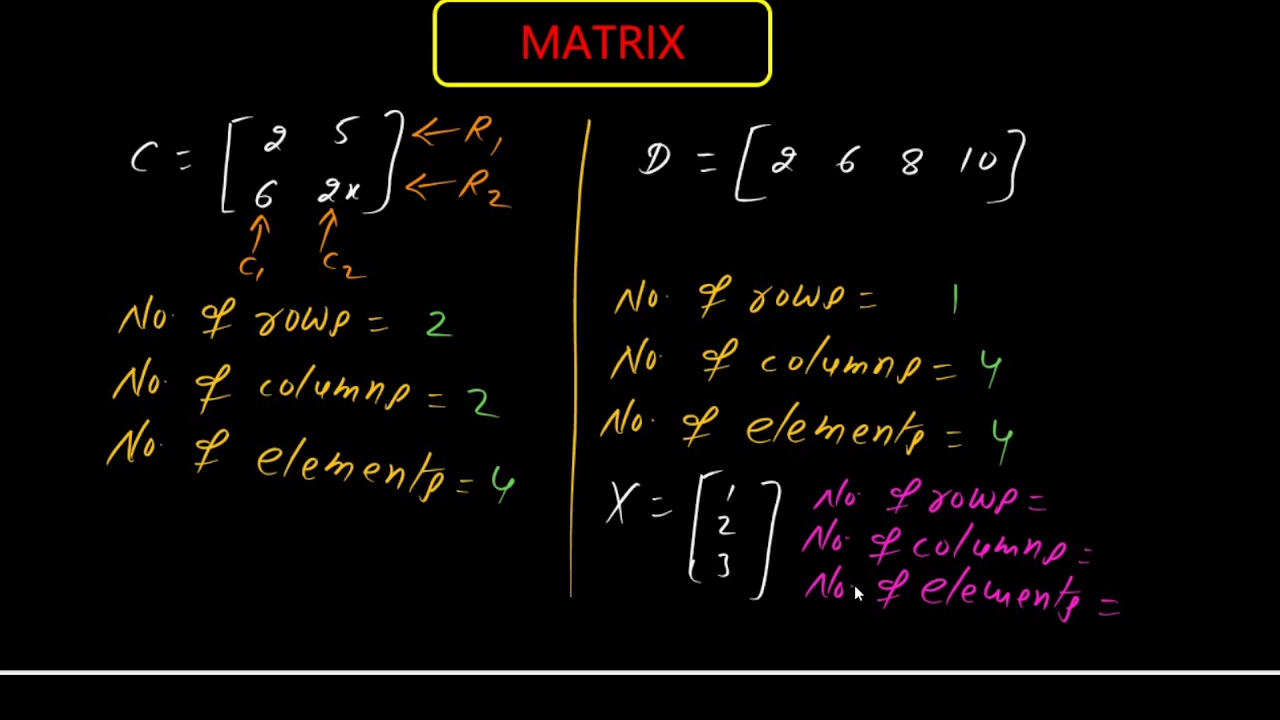 MATRIX
C = [ 2 5 ] ← R1
[ 6 2x ] ← R2
↑ ↑
C1 C2
No. of rows = 2
No. of columns = 2
No. of elements = 4
D = [ 2 6 8 10 ]
No. of rows = 1
No. of columns = 4
No. of elements = 4
X = [ 1
2
3 ]
No. of rows =
No. of columns =
No. of elements =